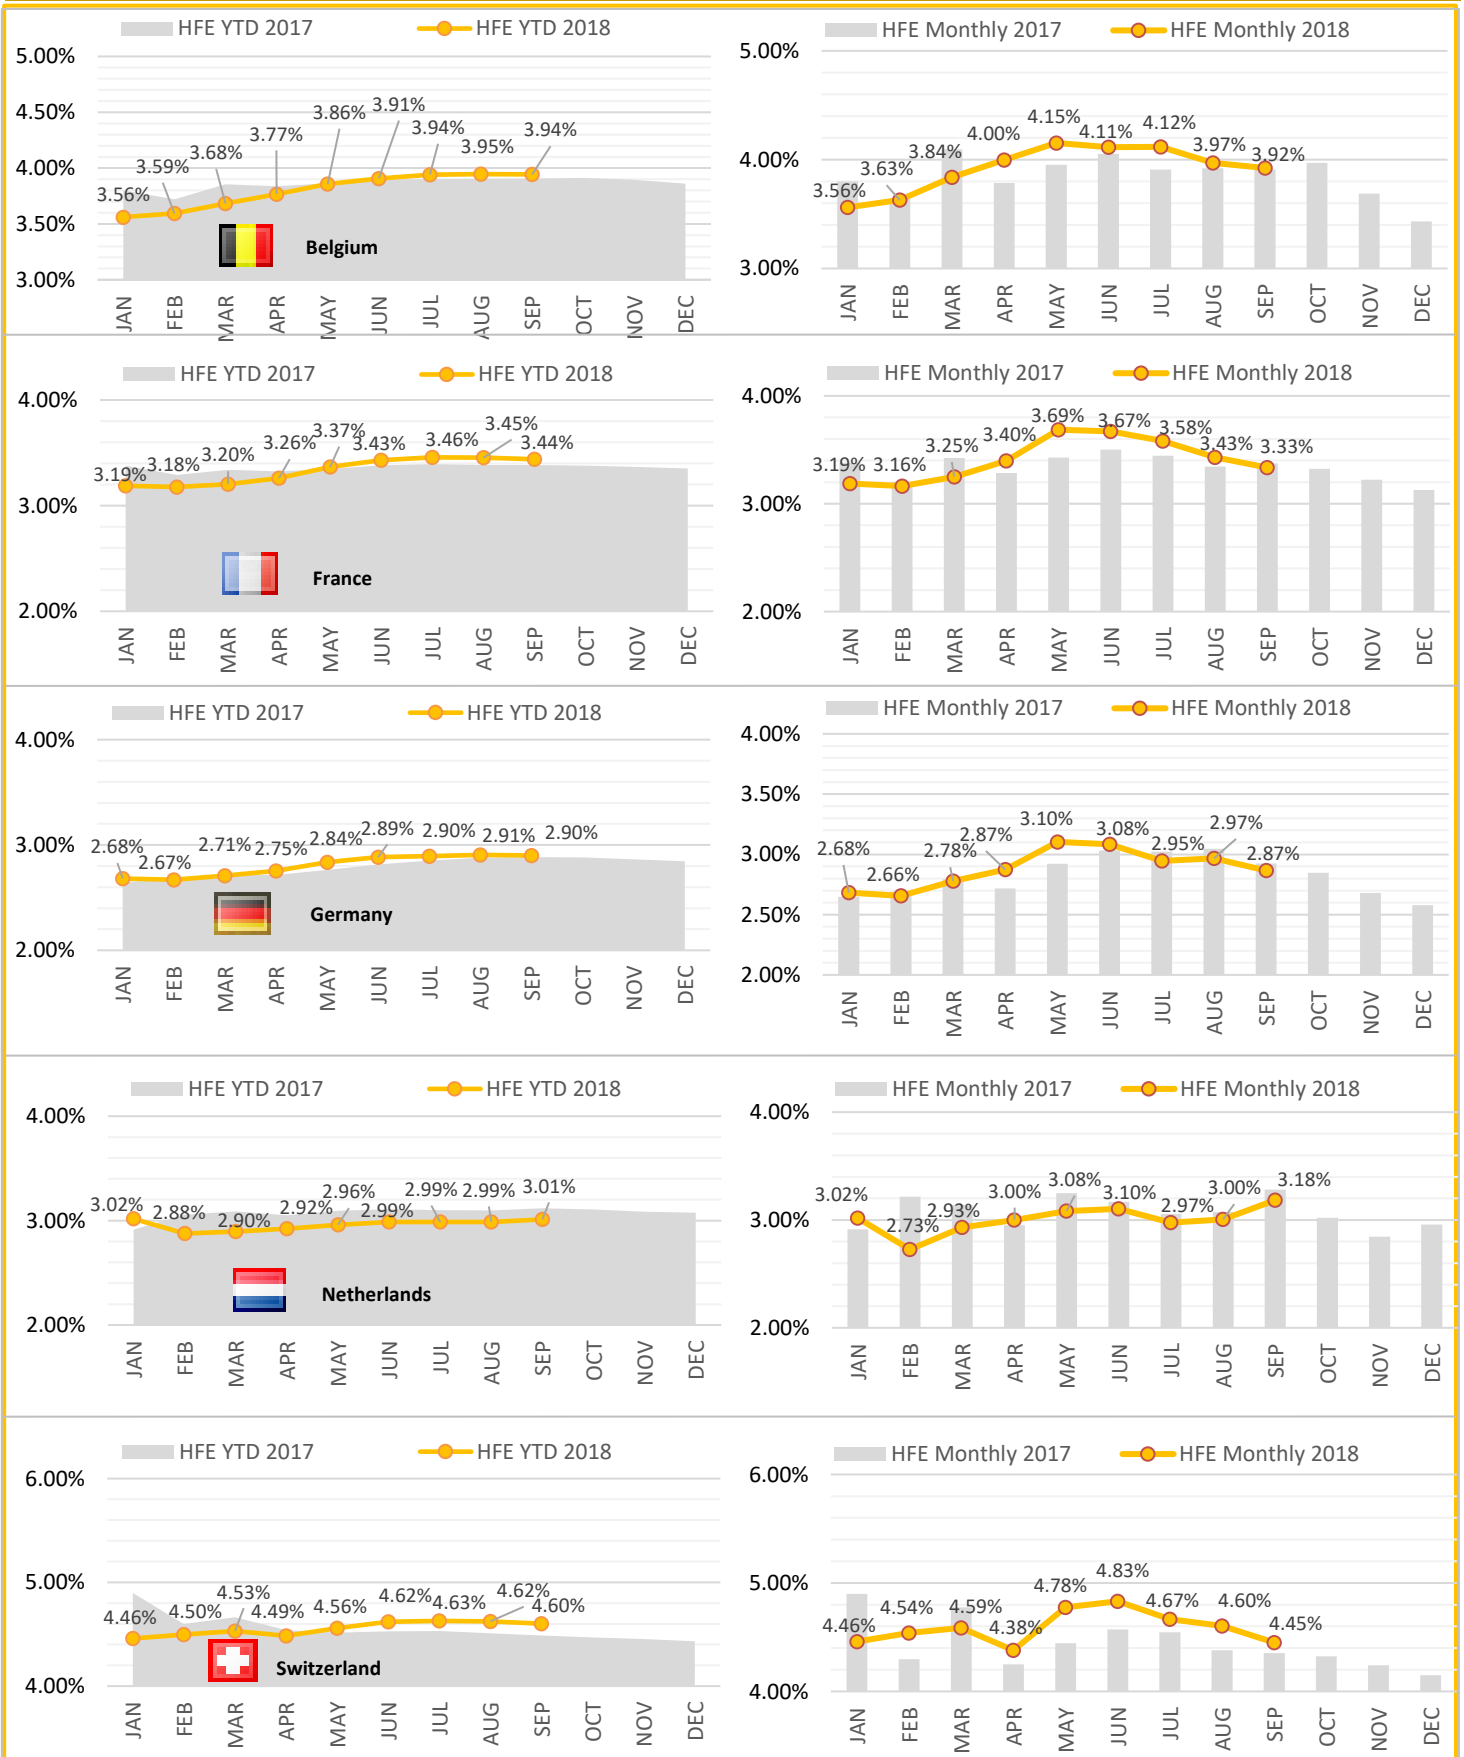 HFE YTD 2017 HFE YTD 2018
5.00%
4.50%
4.00%
3.50%
3.00%
3.56% 3.59% 3.68% 3.77% 3.86% 3.91% 3.94% 3.95% 3.94%
Belgium
JAN FEB MAR APR MAY JUN JUL AUG SEP OCT NOV DEC
HFE Monthly 2017 HFE Monthly 2018
5.00%
4.00%
3.00%
3.56% 3.63% 3.84% 4.00% 4.15% 4.11% 4.12% 3.97% 3.92%
JAN FEB MAR APR MAY JUN JUL AUG SEP OCT NOV DEC
HFE YTD 2017 HFE YTD 2018
4.00%
3.00%
2.00%
3.19% 3.18% 3.20% 3.26% 3.37% 3.43% 3.46% 3.45% 3.44%
France
JAN FEB MAR APR MAY JUN JUL AUG SEP OCT NOV DEC
HFE Monthly 2017 HFE Monthly 2018
4.00%
3.00%
2.00%
3.19% 3.16% 3.25% 3.40% 3.69% 3.67% 3.58% 3.43% 3.33%
JAN FEB MAR APR MAY JUN JUL AUG SEP OCT NOV DEC
HFE YTD 2017 HFE YTD 2018
4.00%
3.00%
2.00%
2.68% 2.67% 2.71% 2.75% 2.84% 2.89% 2.90% 2.91% 2.90%
Germany
JAN FEB MAR APR MAY JUN JUL AUG SEP OCT NOV DEC
HFE Monthly 2017 HFE Monthly 2018
4.00%
3.50%
3.00%
2.50%
2.00%
2.68% 2.66% 2.78% 2.87% 3.10% 3.08% 2.95% 2.97% 2.87%
JAN FEB MAR APR MAY JUN JUL AUG SEP OCT NOV DEC
HFE YTD 2017 HFE YTD 2018
4.00%
3.00%
2.00%
3.02% 2.88% 2.90% 2.92% 2.96% 2.99% 2.99% 2.99% 3.01%
Netherlands
JAN FEB MAR APR MAY JUN JUL AUG SEP OCT NOV DEC
HFE Monthly 2017 HFE Monthly 2018
4.00%
3.00%
2.00%
3.02% 2.73% 2.93% 3.00% 3.08% 3.10% 2.97% 3.00% 3.18%
JAN FEB MAR APR MAY JUN JUL AUG SEP OCT NOV DEC
HFE YTD 2017 HFE YTD 2018
6.00%
5.00%
4.00%
4.46% 4.50% 4.53% 4.49% 4.56% 4.62% 4.63% 4.62% 4.60%
Switzerland
JAN FEB MAR APR MAY JUN JUL AUG SEP OCT NOV DEC
HFE Monthly 2017 HFE Monthly 2018
6.00%
5.00%
4.00%
4.46% 4.54% 4.59% 4.38% 4.78% 4.83% 4.67% 4.60% 4.45%
JAN FEB MAR APR MAY JUN JUL AUG SEP OCT NOV DEC